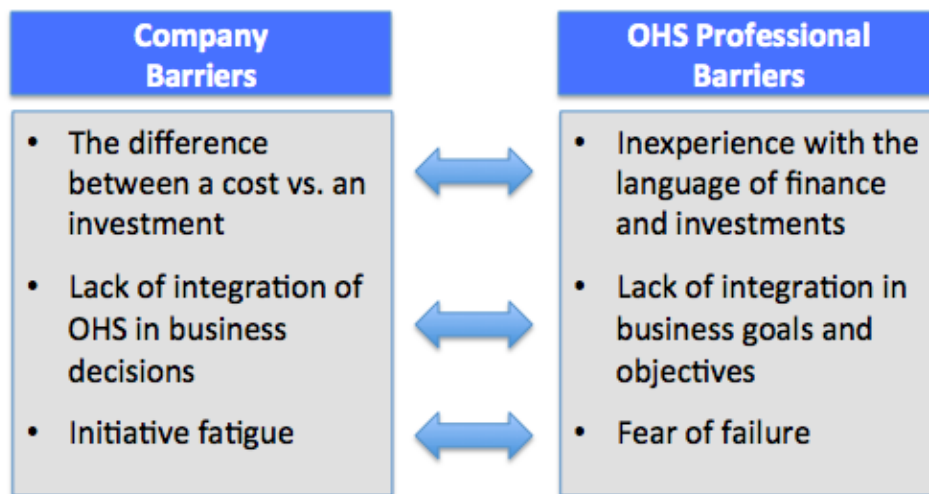 Company
Barriers
• The difference
between a cost vs. an
investment
• Lack of integration of
OHS in business
decisions
• Initiative fatigue
OHS Professional
Barriers
• Inexperience with the
language of finance
and investments
• Lack of integration in
business goals and
objectives
• Fear of failure